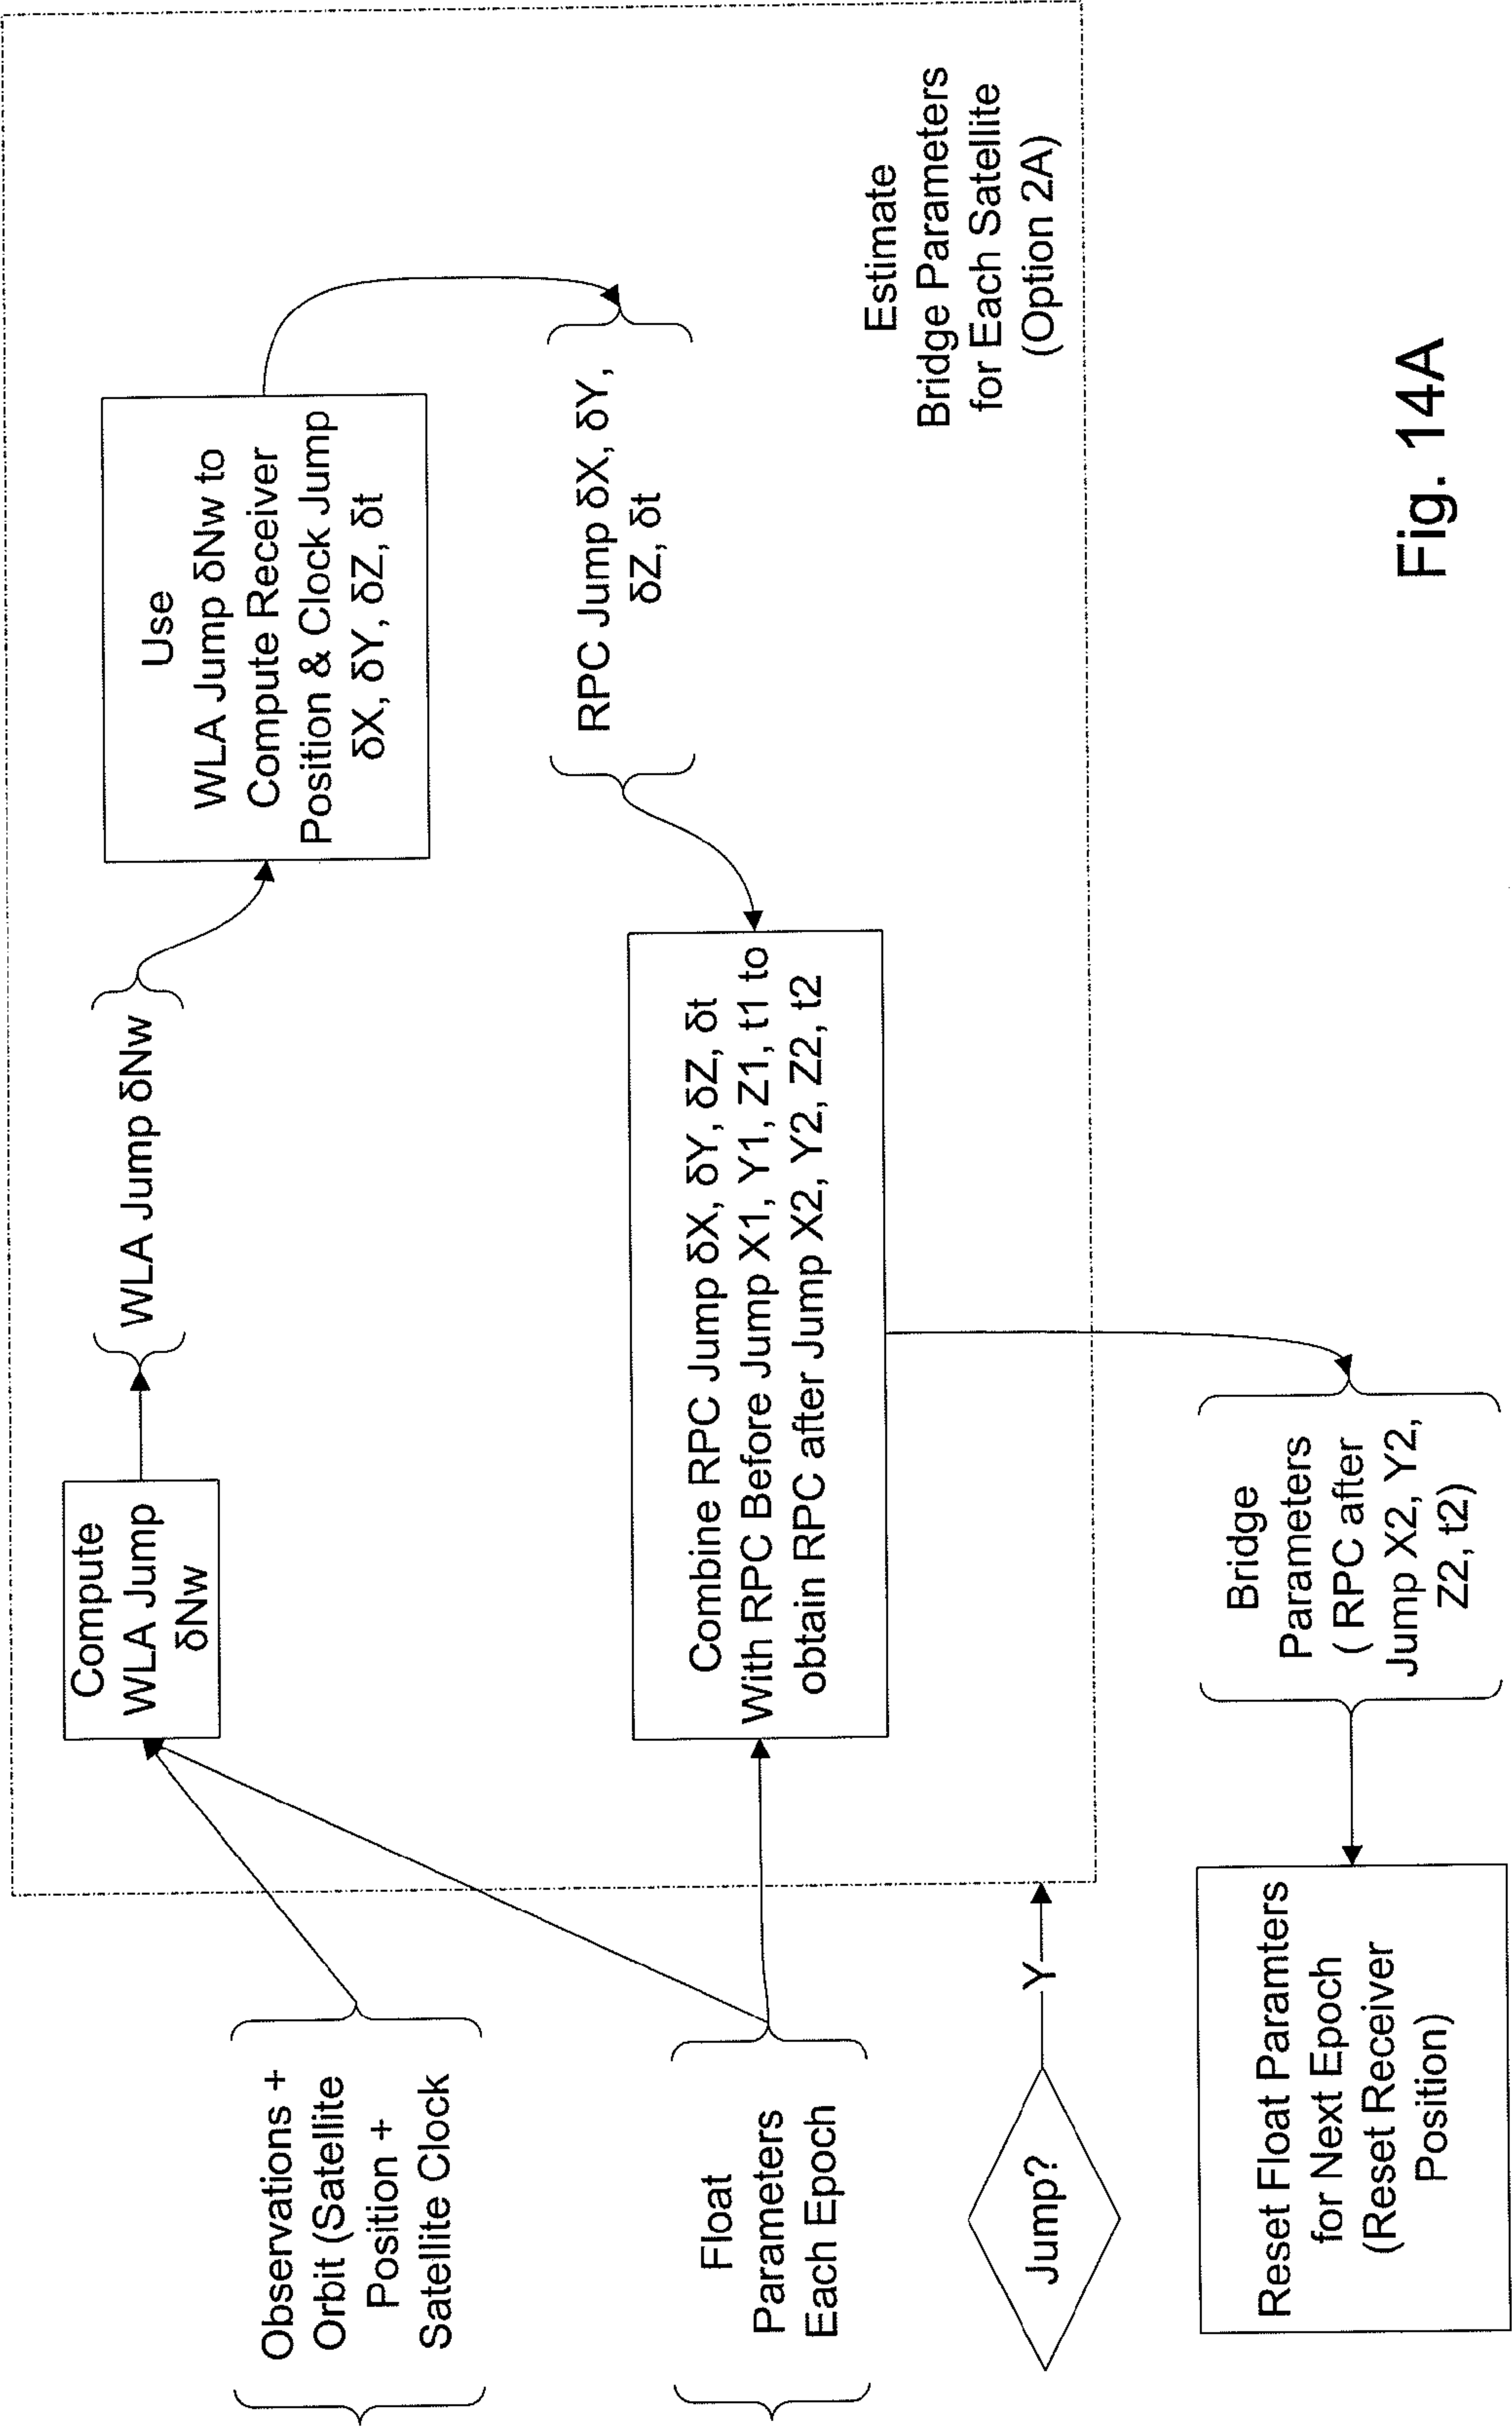 Observations +
Orbit (Satellite
Position +
Satellite Clock
Compute
WLA Jump
δNw
WLA Jump δNw
Use
WLA Jump δNw to
Compute Receiver
Position & Clock Jump
δX, δY, δZ, δt
RPC Jump δX, δY,
δZ, δt
Float
Parameters
Each Epoch
Combine RPC Jump δX, δY, δZ, δt
With RPC Before Jump X1, Y1, Z1, t1 to
obtain RPC after Jump X2, Y2, Z2, t2
Estimate
Bridge Parameters
for Each Satellite
(Option 2A)
Jump?
Y
Reset Float Paramters
for Next Epoch
(Reset Receiver
Position)
Bridge
Parameters
( RPC after
Jump X2, Y2,
Z2, t2)
Fig. 14A